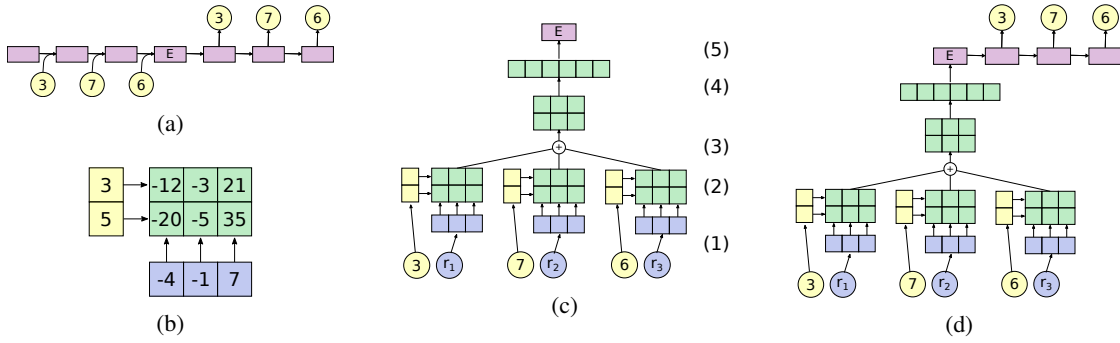 3 7 6
E
3 7 6
(a)
3 -12 -3 21
5 -20 -5 35
-4 -1 7
(b)
E
(5)
(4)
(3)
(2)
(1)
3 r1 7 r2 6 r3
(c)
3 7 6
E
3 r1 7 r2 6 r3
(d)